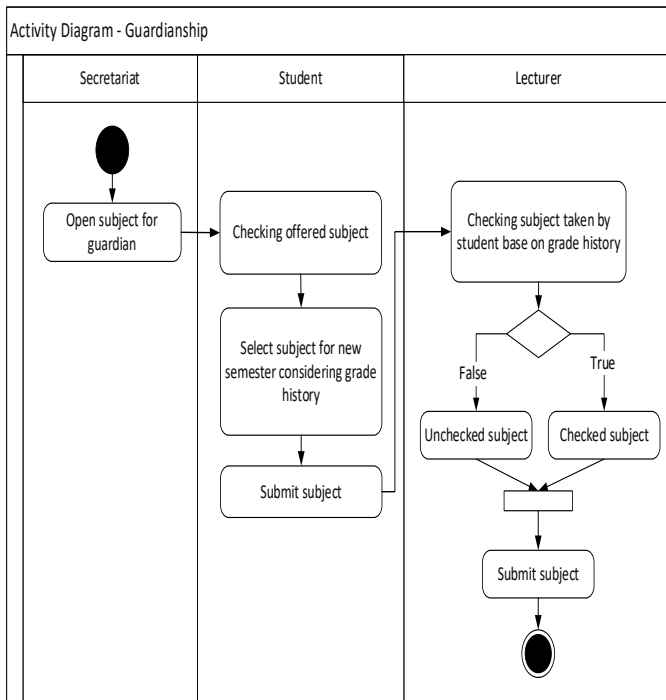 Activity Diagram - Guardianship
Secretariat
Student
Lecturer
Open subject for
guardian
Checking offered subject
Select subject for new
semester considering grade
history
Submit subject
Checking subject taken by
student base on grade history
False
True
Unchecked subject
Checked subject
Submit subject